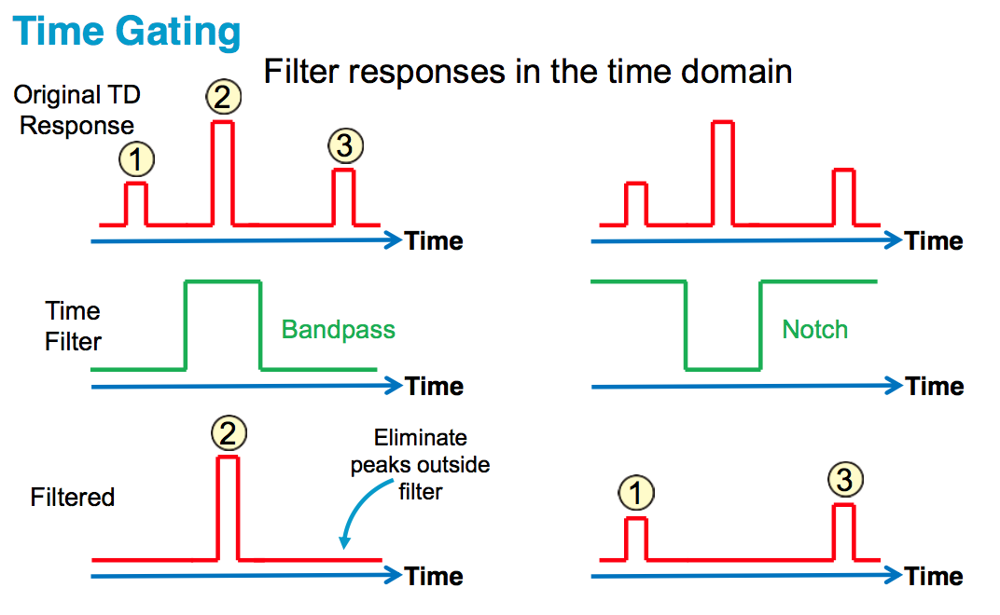 Time Gating
Filter responses in the time domain
Original TD
Response
1
2
3
Time
Time
Time
Filter
Bandpass
Time
Notch
Time
Filtered
2
Eliminate
peaks outside
filter
Time
1
3
Time